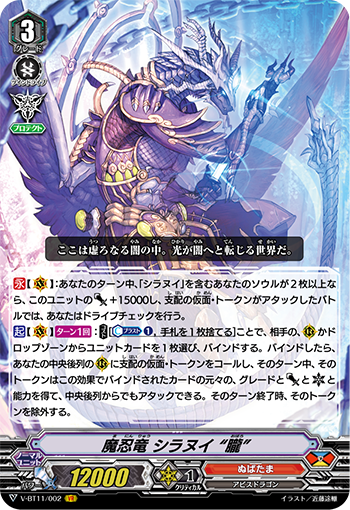 3
グレード
ツインドライブ
プロテクト
ここは虚ろなる闇の中。光が闇へと転じる世界だ。
永【】:あなたのターン中、「シラヌイ」を含むあなたのソウルが2枚以上なら、このユニットの+15000し、支配の仮面・トークンがアタックしたバトルでは、あなたはドライブチェックを行う。
起【】ターン1回:【ブラスト1, 手札を1枚捨てる】ことで、相手の、かドロップゾーンからユニットカードを1枚選び、バインドする。バインドしたら、あなたの中央後列のに支配の仮面・トークンをコールし、そのターン中、そのトークンはこの効果でバインドされたカードの元々の、グレードととと能力を得て、中央後列からでもアタックできる。そのターン終了時、そのトークンを除外する。
ノーマルユニット
魔忍竜 シラヌイ “朧”
パワー
12000
1
クリティカル
ぬばたま
アビスドラゴン
V-BT11/002 VR
イラスト/近藤這棚